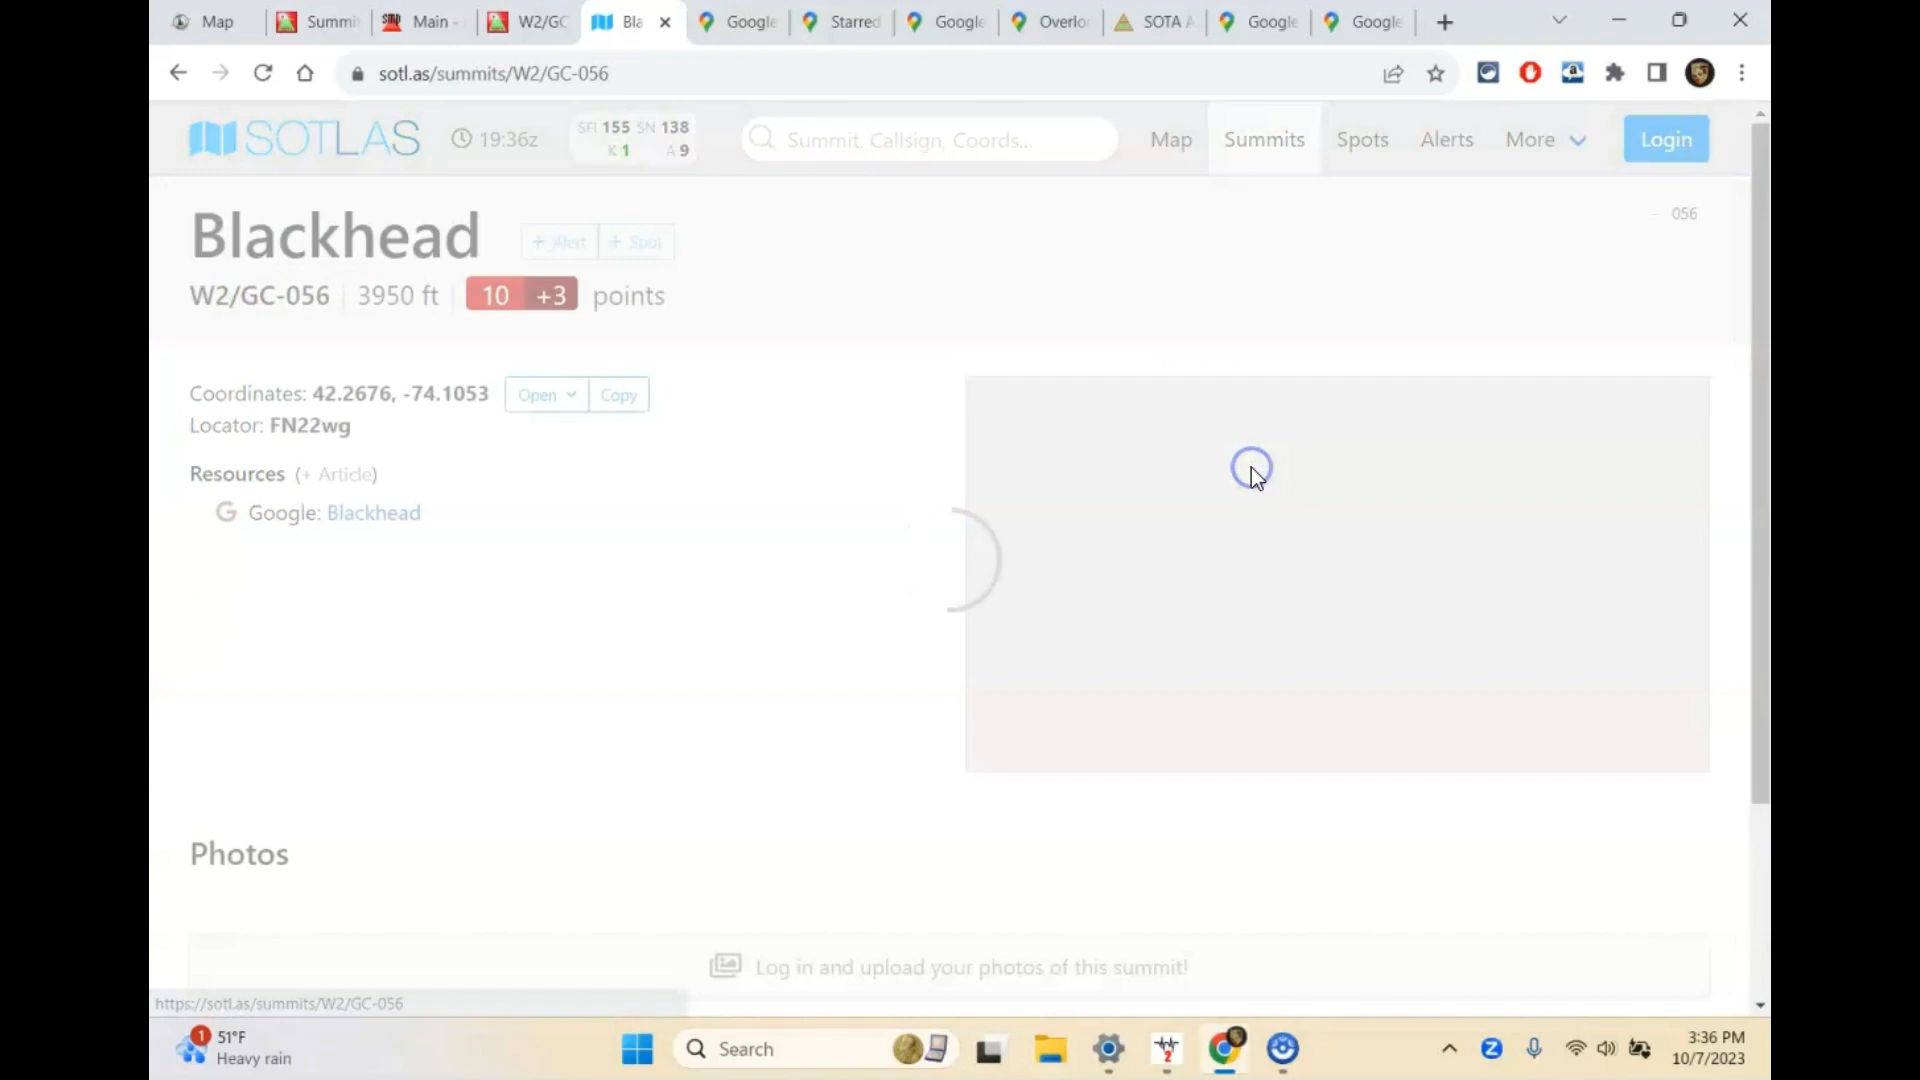 Map
Summi
Main -
W2/GC
Bla
Google
Starred
Google
Overlo
SOTA A
Google
Google
sotl.as/summits/W2/GC-056
SOTLAS
19:36z
SFI 155 SN 138
K 1 A 9
Summit, Callsign, Coords...
Map
Summits
Spots
Alerts
More
Login
Blackhead
+ Alert
+ Spot
056
W2/GC-056
3950 ft
10 +3 points
Coordinates: 42.2676, -74.1053
Open
Copy
Locator: FN22wg
Resources (+ Article)
G Google: Blackhead
Photos
Log in and upload your photos of this summit!
https://sotl.as/summits/W2/GC-056
1
51°F
Heavy rain
Search
2
Z
3:36 PM
10/7/2023